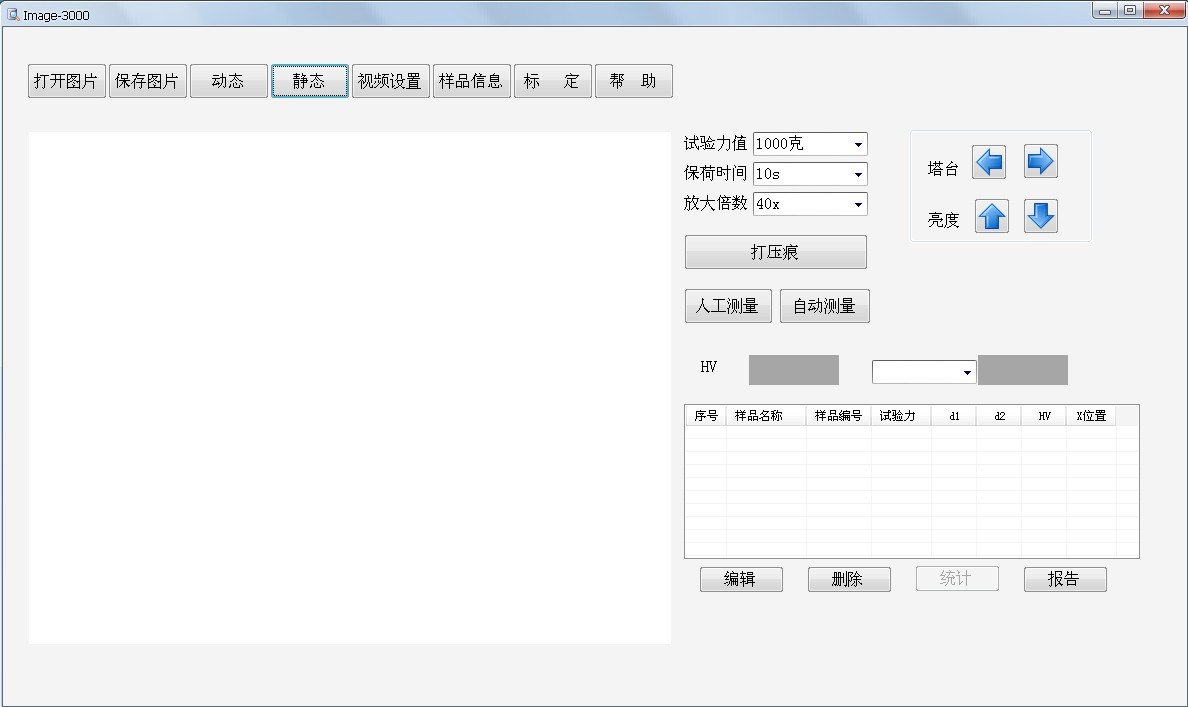 Image-3000
打开图片 保存图片 动态 静态 视频设置 样品信息 标 定 帮 助
试验力值 1000克
保荷时间 10s
放大倍数 40x
塔台
亮度
打压痕
人工测量 自动测量
HV
序号 样品名称 样品编号 试验力 d1 d2 HV X位置
编辑 删除 统计 报告